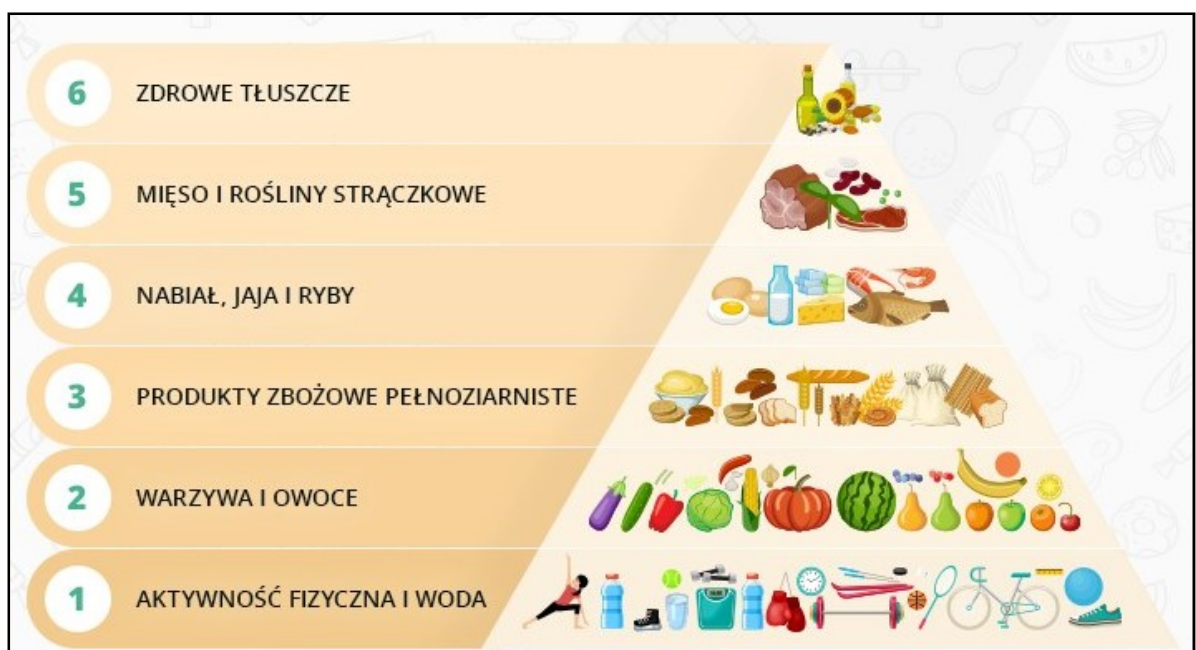 6 ZDROWE TŁUSZCZE
5 MIĘSO I ROŚLINY STRĄCZKOWE
4 NABIAŁ, JAJA I RYBY
3 PRODUKTY ZBOŻOWE PEŁNOZIARNISTE
2 WARZYWA I OWOCE
1 AKTYWNOŚĆ FIZYCZNA I WODA